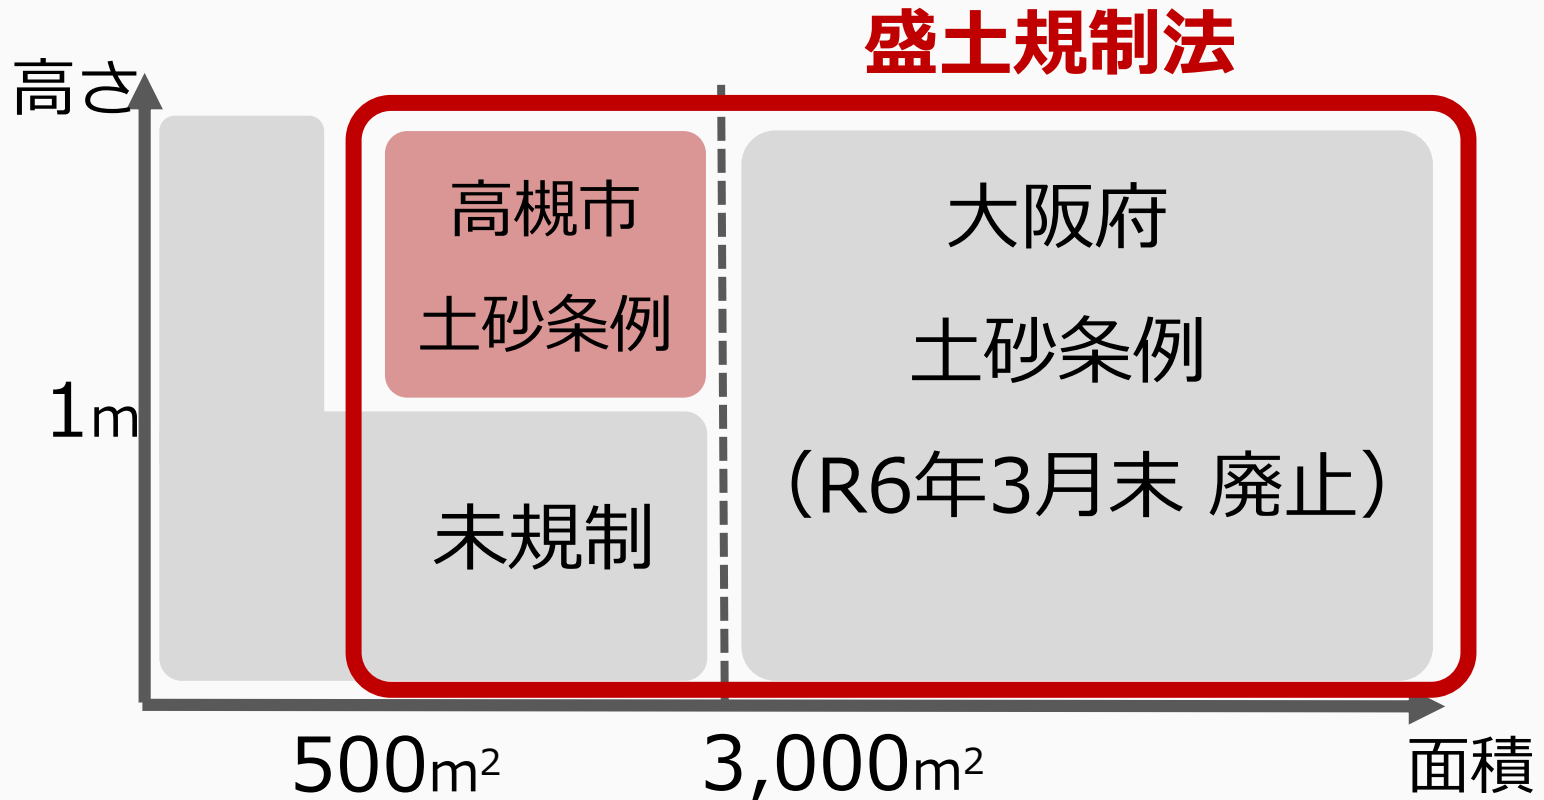 盛土規制法
高さ
高槻市
土砂条例
大阪府
土砂条例
（R6年3月末 廃止）
1m
未規制
500m²
3,000m²
面積